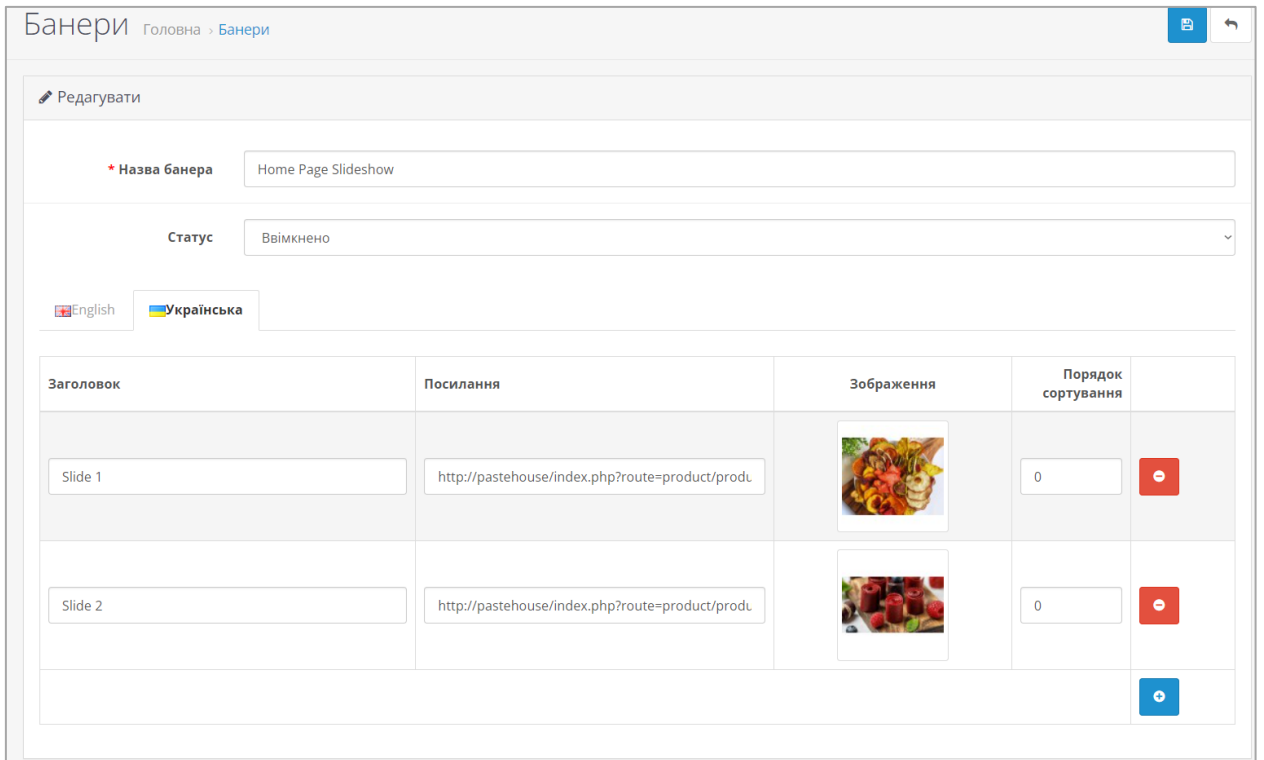 Банери Головна › Банери
Редагувати
* Назва банера Home Page Slideshow
Статус Ввімкнено
English Українська
Заголовок Посилання Зображення Порядок
сортування
Slide 1 http://pastehouse/index.php?route=product/produ 0
Slide 2 http://pastehouse/index.php?route=product/produ 0